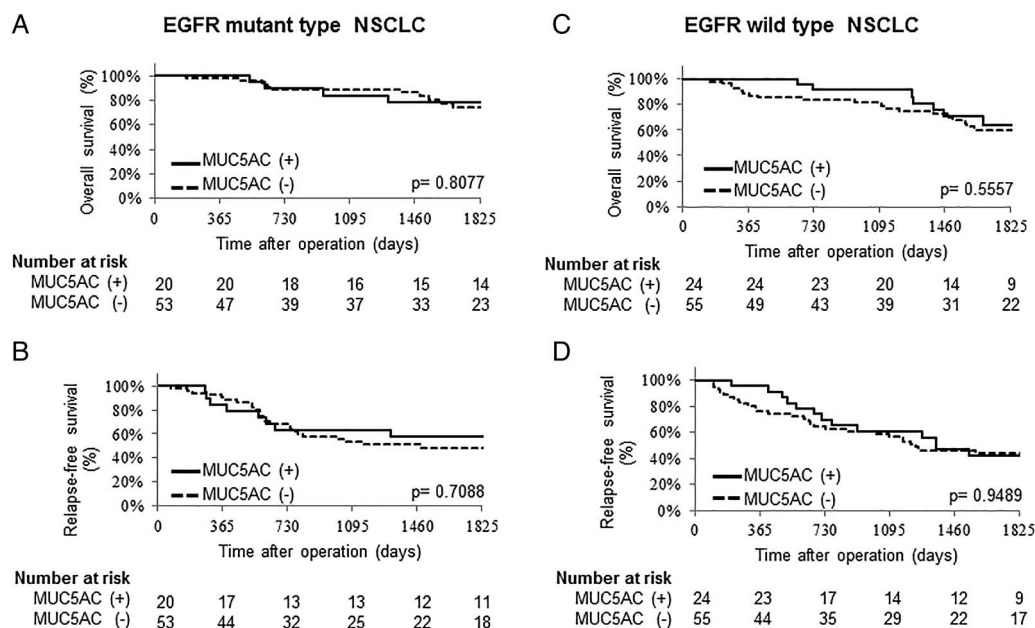 A
EGFR mutant type NSCLC
Overall survival (%)
100%
80%
60%
40%
20%
0%
MUC5AC (+)
MUC5AC (-)
p= 0.8077
0 365 730 1095 1460 1825
Time after operation (days)
Number at risk
MUC5AC (+) 20 20 18 16 15 14
MUC5AC (-) 53 47 39 37 33 23
C
EGFR wild type NSCLC
Overall survival (%)
100%
80%
60%
40%
20%
0%
MUC5AC (+)
MUC5AC (-)
p= 0.5557
0 365 730 1095 1460 1825
Time after operation (days)
Number at risk
MUC5AC (+) 24 24 23 20 14 9
MUC5AC (-) 55 49 43 39 31 22
B
Relapse-free survival
(%)
100%
80%
60%
40%
20%
0%
MUC5AC (+)
MUC5AC (-)
p= 0.7088
0 365 730 1095 1460 1825
Time after operation (days)
Number at risk
MUC5AC (+) 20 17 13 13 12 11
MUC5AC (-) 53 44 32 25 22 18
D
Relapse-free survival
(%)
100%
80%
60%
40%
20%
0%
MUC5AC (+)
MUC5AC (-)
p= 0.9489
0 365 730 1095 1460 1825
Time after operation (days)
Number at risk
MUC5AC (+) 24 23 17 14 12 9
MUC5AC (-) 55 44 35 29 22 17